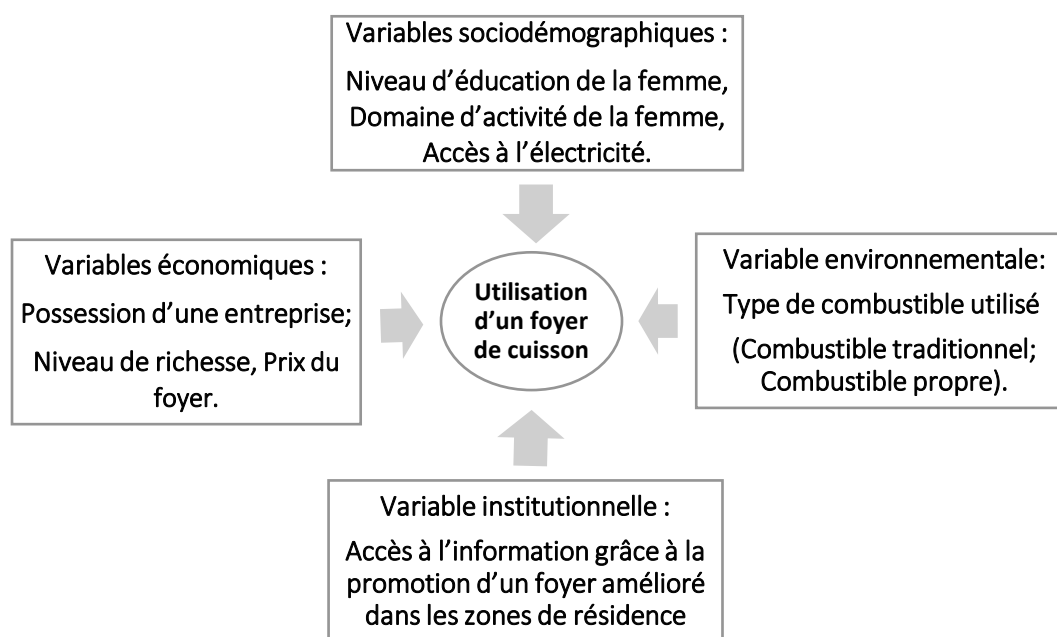 Variables sociodémographiques :
Niveau d’éducation de la femme,
Domaine d’activité de la femme,
Accès à l’électricité.
Variables économiques :
Possession d’une entreprise;
Niveau de richesse, Prix du
foyer.
Utilisation
d’un foyer
de cuisson
Variable environnementale:
Type de combustible utilisé
(Combustible traditionnel;
Combustible propre).
Variable institutionnelle :
Accès à l’information grâce à la
promotion d’un foyer amélioré
dans les zones de résidence